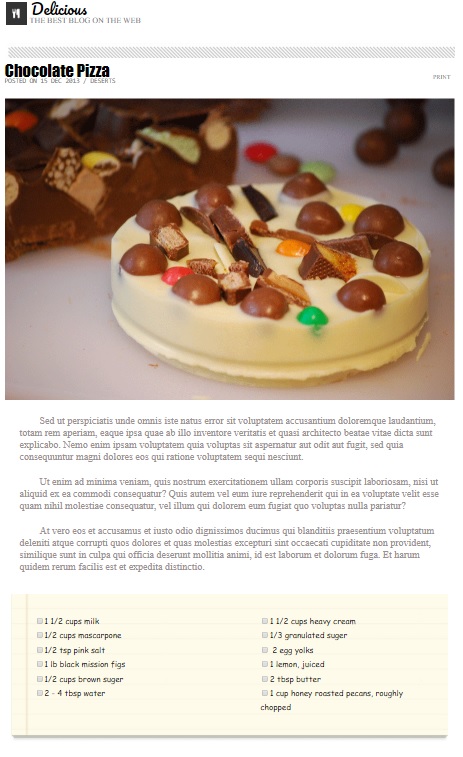 Delicious
THE BEST BLOG ON THE WEB
Chocolate Pizza
POSTED ON 15 DEC 2013 / DESERTS
PRINT
Sed ut perspiciatis unde omnis iste natus error sit voluptatem accusantium doloremque laudantium,
totam rem aperiam, eaque ipsa quae ab illo inventore veritatis et quasi architecto beatae vitae dicta sunt
explicabo. Nemo enim ipsam voluptatem quia voluptas sit aspernatur aut odit aut fugit, sed quia
consequuntur magni dolores eos qui ratione voluptatem sequi nesciunt.
Ut enim ad minima veniam, quis nostrum exercitationem ullam corporis suscipit laboriosam, nisi ut
aliquid ex ea commodi consequatur? Quis autem vel eum iure reprehenderit qui in ea voluptate velit esse
quam nihil molestiae consequatur, vel illum qui dolorem eum fugiat quo voluptas nulla pariatur?
At vero eos et accusamus et iusto odio dignissimos ducimus qui blanditiis praesentium voluptatum
deleniti atque corrupti quos dolores et quas molestias excepturi sint occaecati cupiditate non provident,
similique sunt in culpa qui officia deserunt mollitia animi, id est laborum et dolorum fuga. Et harum
quidem rerum facilis est et expedita distinctio.
1 1/2 cups milk
1/2 cups mascarpone
1/2 tsp pink salt
1 lb black mission figs
1/2 cups brown suger
2 - 4 tbsp water
1 1/2 cups heavy cream
1/3 granulated suger
2 egg yolks
1 lemon, juiced
2 tbsp butter
1 cup honey roasted pecans, roughly
chopped